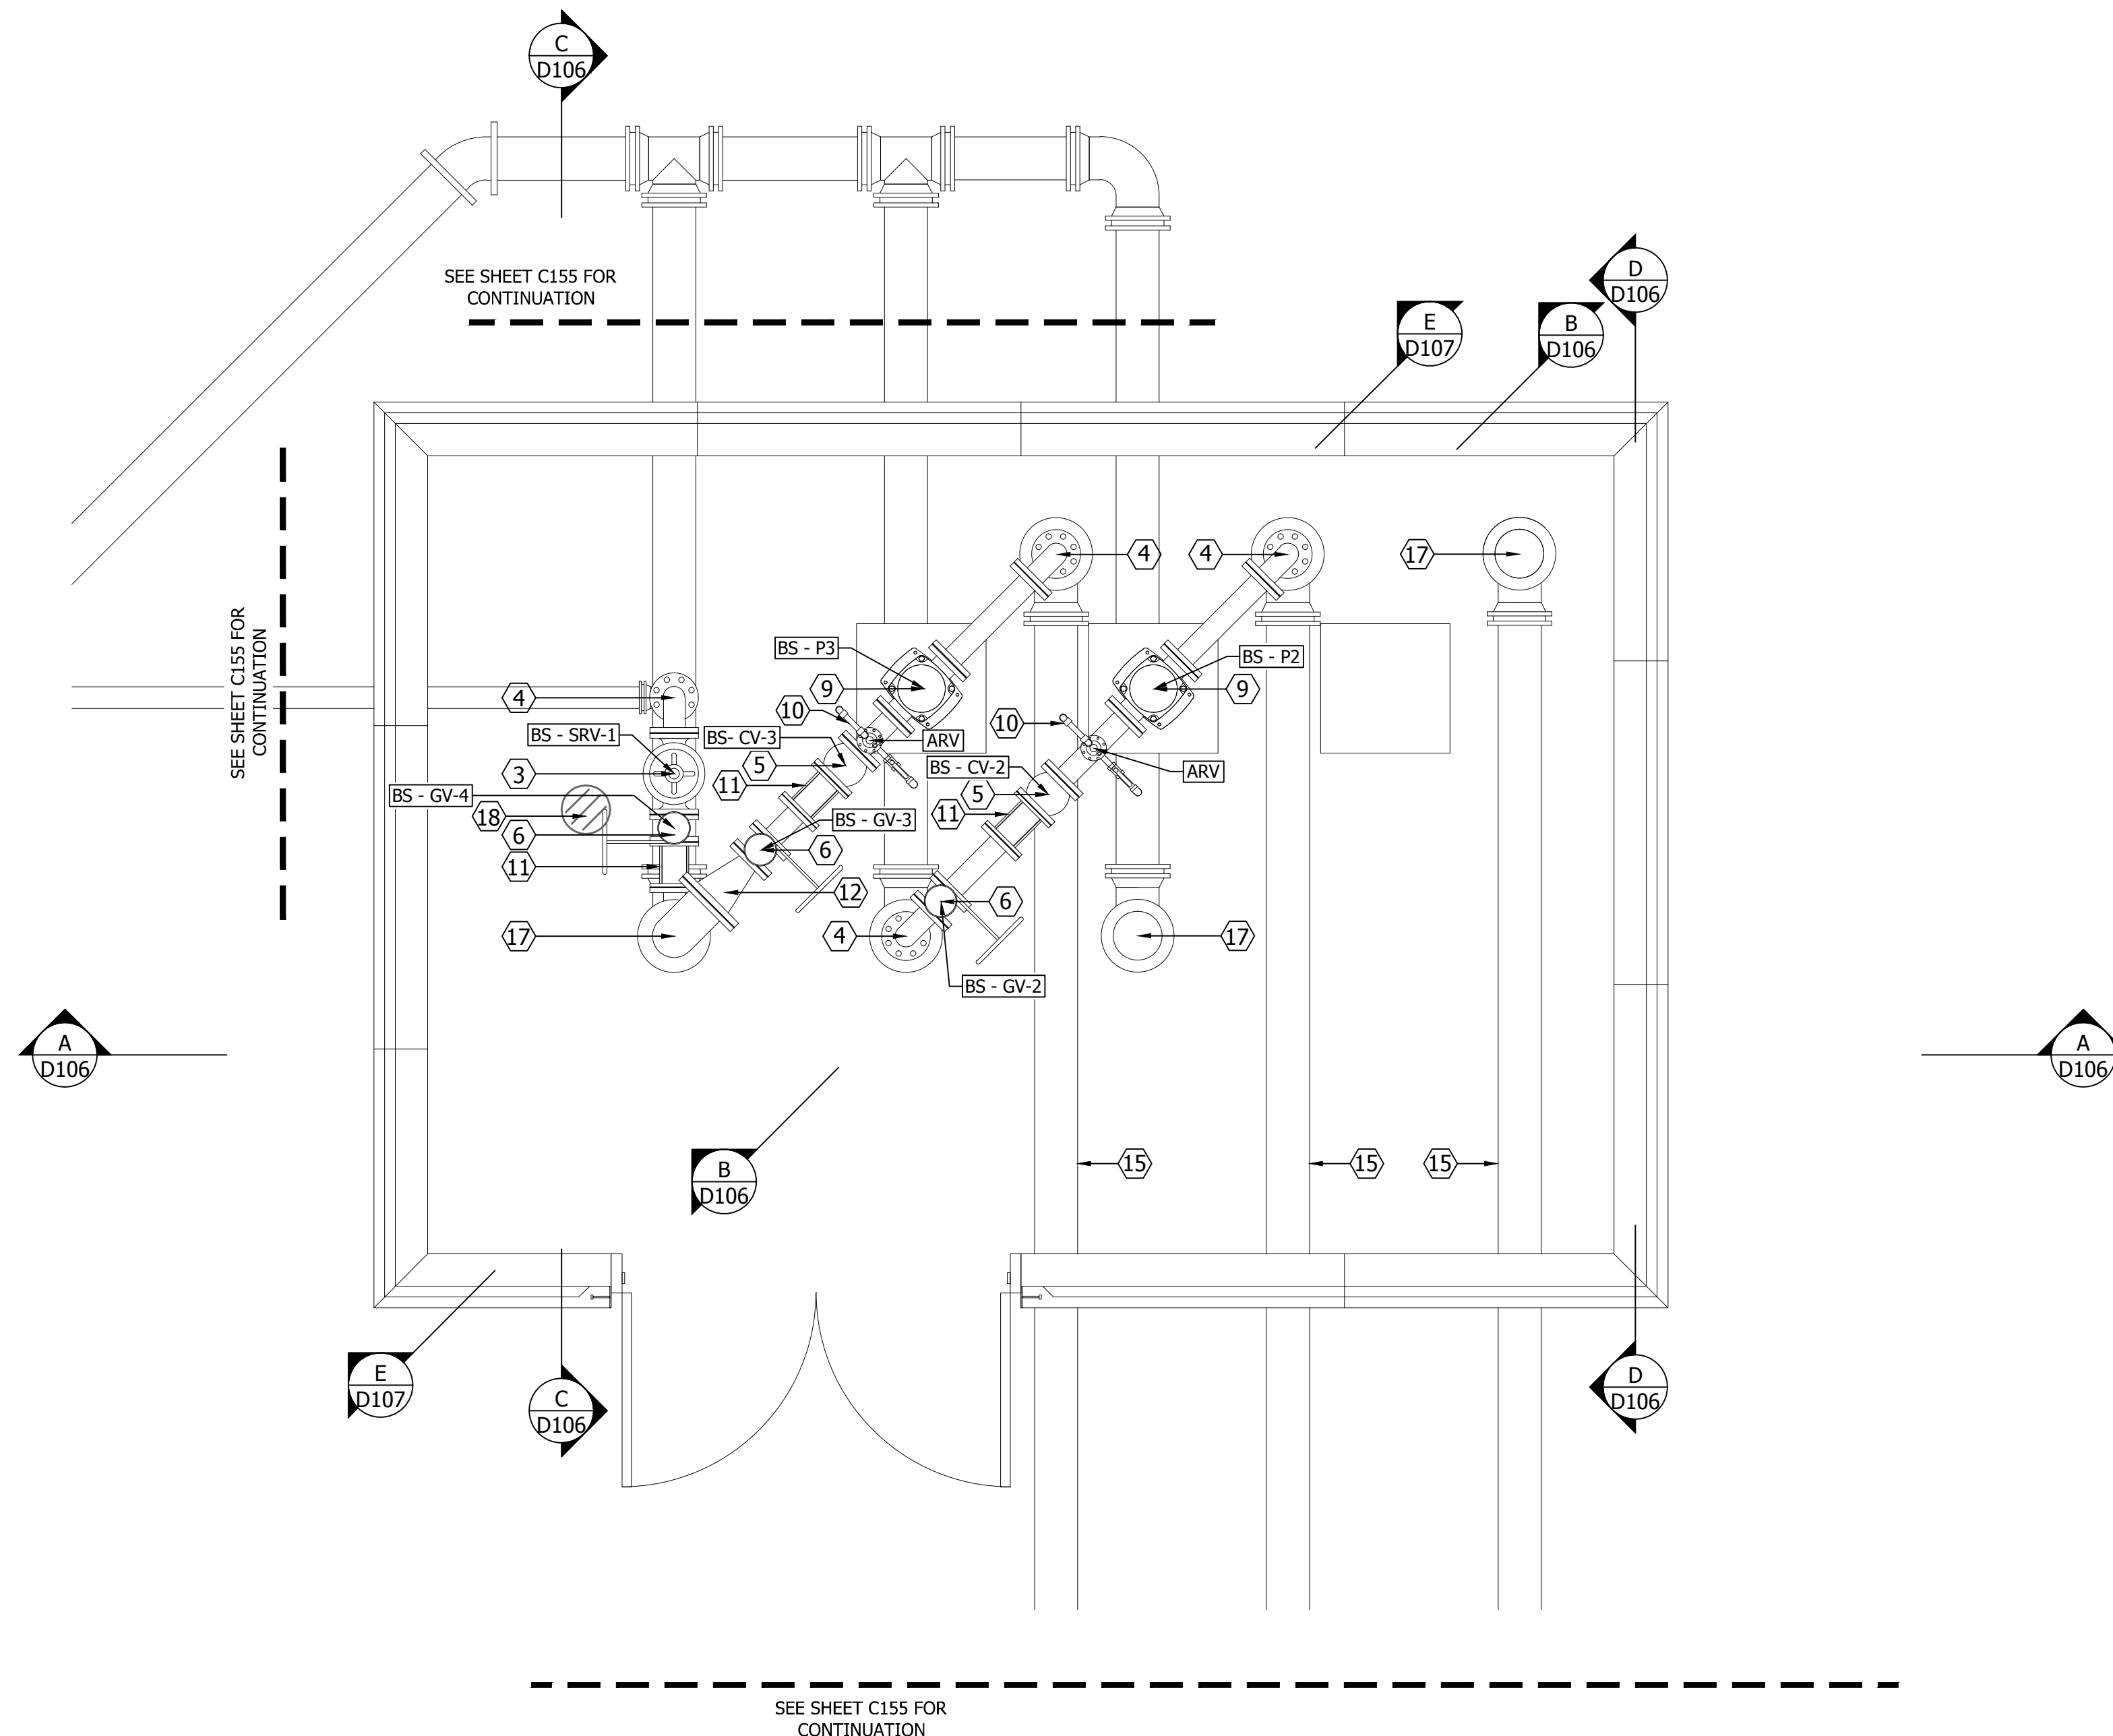 C
D106
SEE SHEET C155 FOR
CONTINUATION
D
D106
E
D107
B
D106
SEE SHEET C155 FOR
CONTINUATION
4
4
17
BS - P3
BS - P2
9
9
4
10
10
BS - SRV-1
BS- CV-3
ARV
BS - CV-2
ARV
3
5
11
5
BS - GV-4
18
11
BS - GV-3
6
6
11
12
6
17
4
17
BS - GV-2
A
D106
A
D106
B
D106
15
15
15
E
D107
C
D106
D
D106
SEE SHEET C155 FOR
CONTINUATION